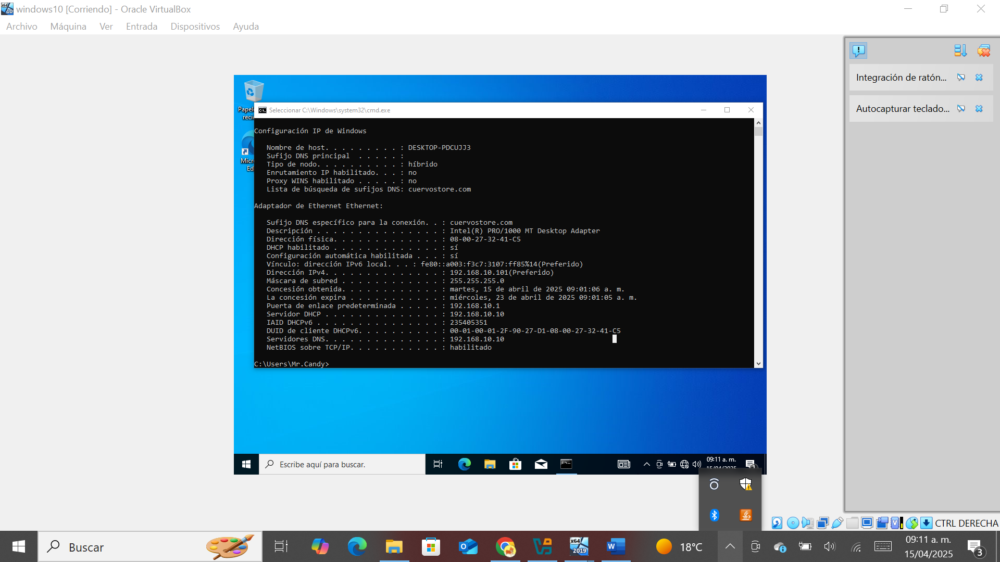 windows10 [Corriendo] - Oracle VirtualBox
Archivo Máquina Ver Entrada Dispositivos Ayuda
Integración de ratón...
Autocapturar teclado...
Seleccionar C:\Windows\system32\cmd.exe
Configuración IP de Windows
Nombre de host. . . . . . . . . : DESKTOP-PDCUJJ3
Sufijo DNS principal  . . . . . :
Tipo de nodo. . . . . . . . . . : híbrido
Enrutamiento IP habilitado. . . : no
Proxy WINS habilitado . . . . . : no
Lista de búsqueda de sufijos DNS: cuervostore.com
Adaptador de Ethernet Ethernet:
Sufijo DNS específico para la conexión. . : cuervostore.com
Descripción . . . . . . . . . . . . . . . : Intel(R) PRO/1000 MT Desktop Adapter
Dirección física. . . . . . . . . . . . . : 08-00-27-32-41-C5
DHCP habilitado . . . . . . . . . . . . . : sí
Configuración automática habilitada . . . : sí
Vínculo: dirección IPv6 local. . . : fe80::a003:f3c7:3107:ff85%14(Preferido)
Dirección IPv4. . . . . . . . . . . . . . : 192.168.10.101(Preferido)
Máscara de subred . . . . . . . . . . . . : 255.255.255.0
Concesión obtenida. . . . . . . . . . . . : martes, 15 de abril de 2025 09:01:06 a. m.
La concesión expira . . . . . . . . . . . : miércoles, 23 de abril de 2025 09:01:05 a. m.
Puerta de enlace predeterminada . . . . . : 192.168.10.1
Servidor DHCP . . . . . . . . . . . . . . : 192.168.10.10
IAID DHCPv6 . . . . . . . . . . . . . . . : 235405351
DUID de cliente DHCPv6. . . . . . . . . . : 00-01-00-01-2F-90-27-D1-08-00-27-32-41-C5
Servidores DNS. . . . . . . . . . . . . . : 192.168.10.10
NetBIOS sobre TCP/IP. . . . . . . . . . . : habilitado
C:\Users\Mr.Candy>
Papel
reci
Micr
Ed
Escribe aquí para buscar.
09:11 a. m.
15/04/2025
CTRL DERECHA
Buscar
x64
2019
18°C
09:11 a. m.
15/04/2025
3